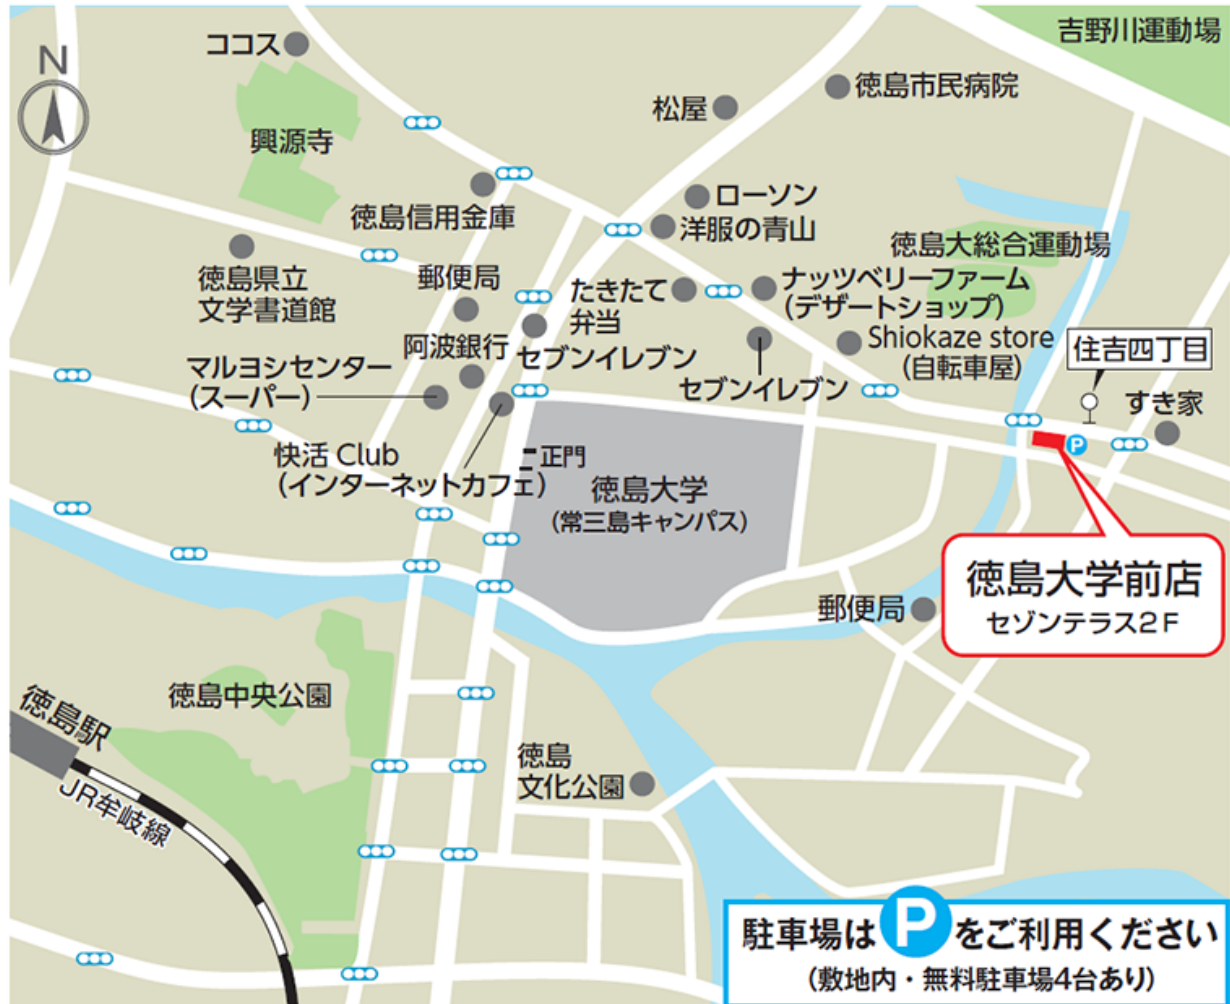 吉野川運動場
ココス
N
徳島市民病院
松屋
興源寺
ローソン
徳島信用金庫
洋服の青山
徳島大総合運動場
徳島県立
文学書道館
郵便局
たきたて
弁当
ナッツベリーファーム
(デザートショップ)
阿波銀行
セブンイレブン
Shiokaze store
(自転車屋)
住吉四丁目
マルヨシセンター
(スーパー)
セブンイレブン
すき家
P
快活 Club
(インターネットカフェ)
正門
徳島大学
(常三島キャンパス)
徳島大学前店
セゾンテラス2F
郵便局
徳島中央公園
徳島駅
JR牟岐線
徳島
文化公園
駐車場はPをご利用ください
(敷地内・無料駐車場4台あり)